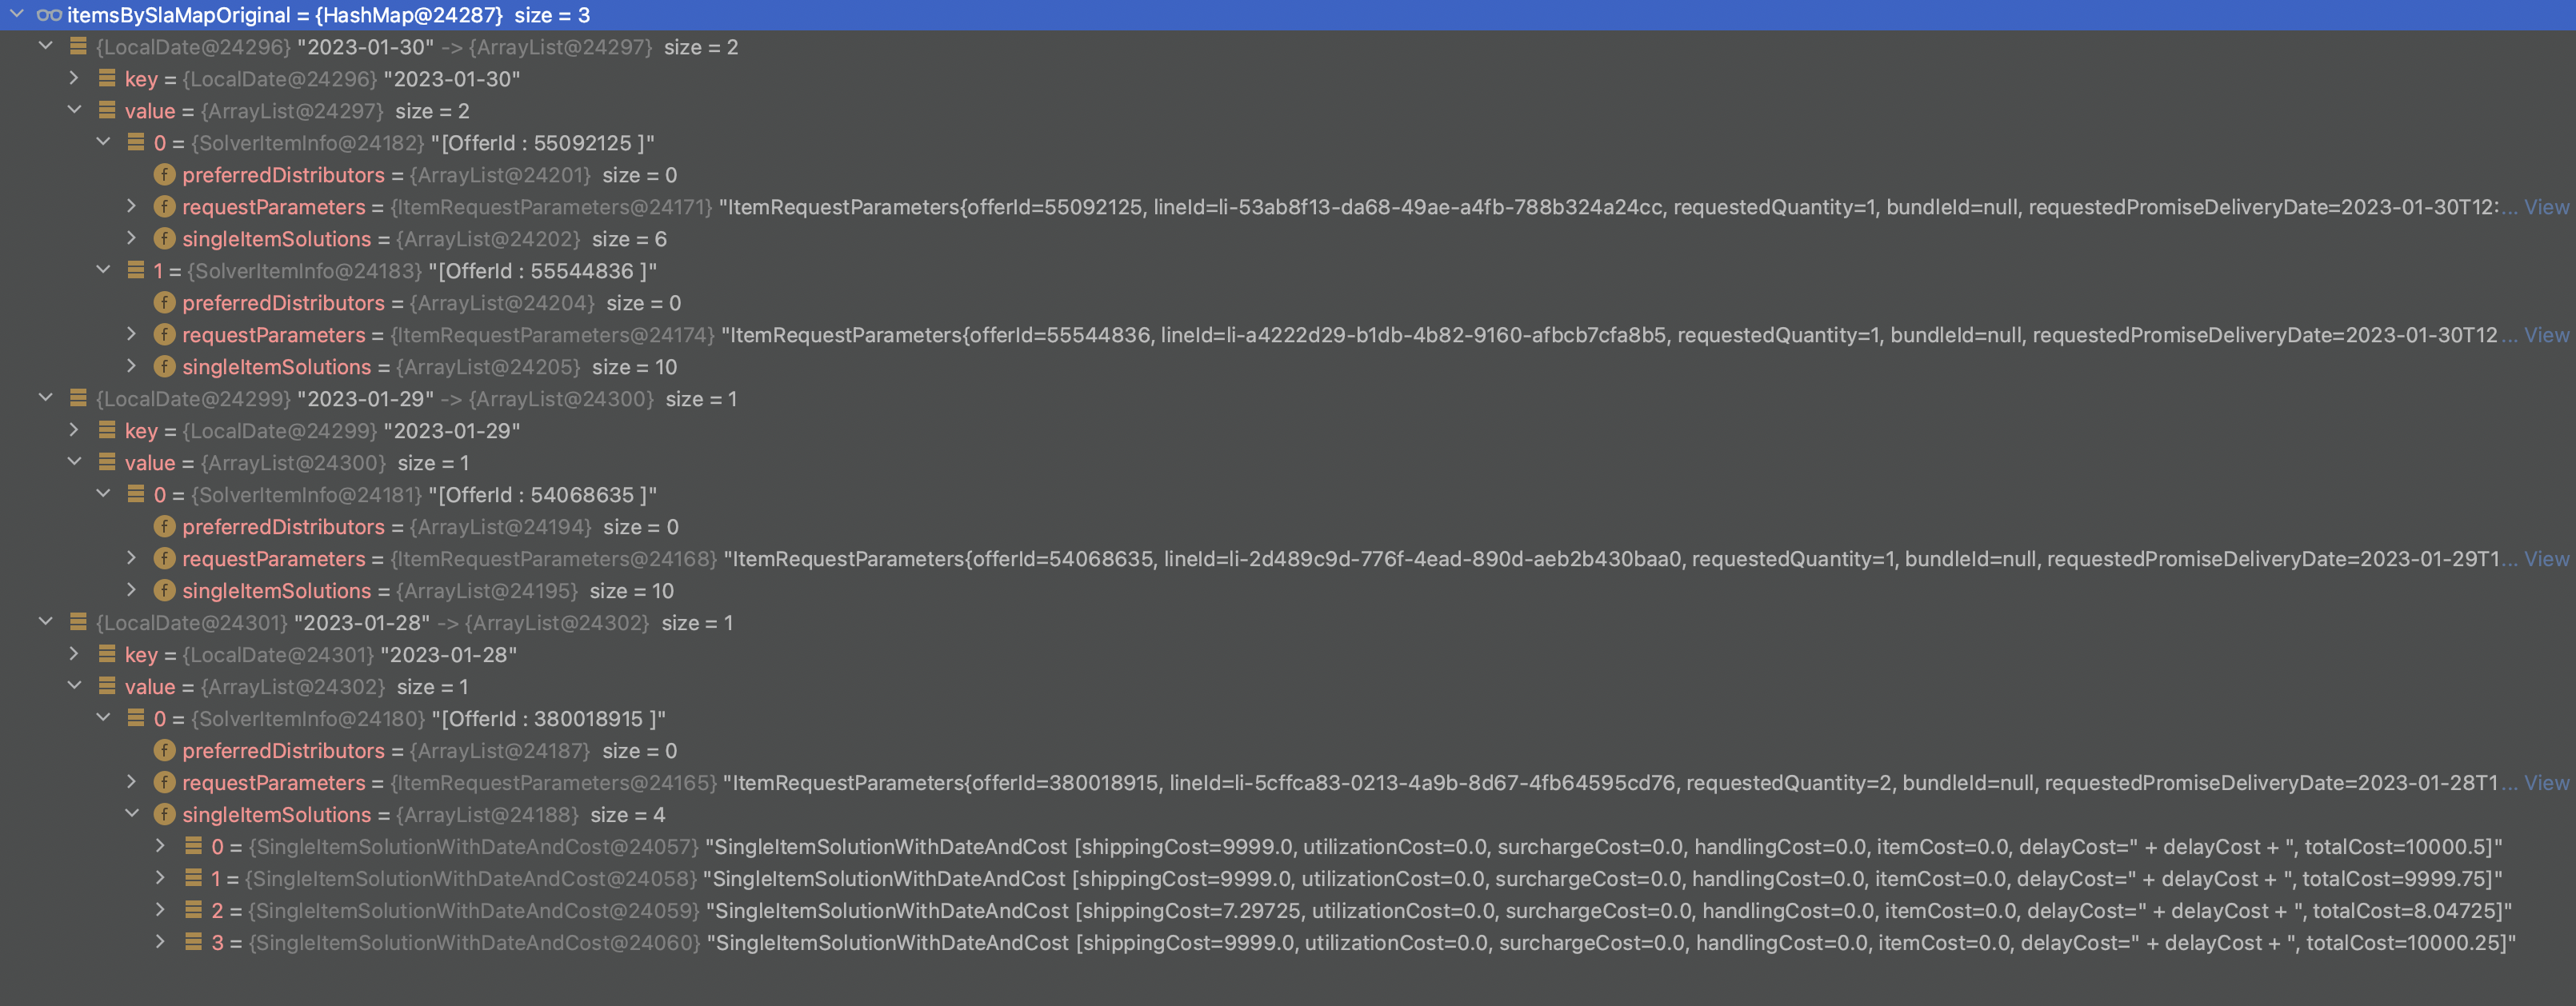 itemsBySlaMapOriginal = {HashMap@24287} size = 3
{LocalDate@24296} "2023-01-30" -> {ArrayList@24297} size = 2
key = {LocalDate@24296} "2023-01-30"
value = {ArrayList@24297} size = 2
0 = {SolverItemInfo@24182} "[OfferId : 55092125 ]"
f preferredDistributors = {ArrayList@24201} size = 0
f requestParameters = {ItemRequestParameters@24171} "ItemRequestParameters{offerId=55092125, lineId=li-53ab8f13-da68-49ae-a4fb-788b324a24cc, requestedQuantity=1, bundleId=null, requestedPromiseDeliveryDate=2023-01-30T12:... View
f singleItemSolutions = {ArrayList@24202} size = 6
1 = {SolverItemInfo@24183} "[OfferId : 55544836 ]"
f preferredDistributors = {ArrayList@24204} size = 0
f requestParameters = {ItemRequestParameters@24174} "ItemRequestParameters{offerId=55544836, lineId=li-a4222d29-b1db-4b82-9160-afbcb7cfa8b5, requestedQuantity=1, bundleId=null, requestedPromiseDeliveryDate=2023-01-30T12... View
f singleItemSolutions = {ArrayList@24205} size = 10
{LocalDate@24299} "2023-01-29" -> {ArrayList@24300} size = 1
key = {LocalDate@24299} "2023-01-29"
value = {ArrayList@24300} size = 1
0 = {SolverItemInfo@24181} "[OfferId : 54068635 ]"
f preferredDistributors = {ArrayList@24194} size = 0
f requestParameters = {ItemRequestParameters@24168} "ItemRequestParameters{offerId=54068635, lineId=li-2d489c9d-776f-4ead-890d-aeb2b430baa0, requestedQuantity=1, bundleId=null, requestedPromiseDeliveryDate=2023-01-29T1... View
f singleItemSolutions = {ArrayList@24195} size = 10
{LocalDate@24301} "2023-01-28" -> {ArrayList@24302} size = 1
key = {LocalDate@24301} "2023-01-28"
value = {ArrayList@24302} size = 1
0 = {SolverItemInfo@24180} "[OfferId : 380018915 ]"
f preferredDistributors = {ArrayList@24187} size = 0
f requestParameters = {ItemRequestParameters@24165} "ItemRequestParameters{offerId=380018915, lineId=li-5cffca83-0213-4a9b-8d67-4fb64595cd76, requestedQuantity=2, bundleId=null, requestedPromiseDeliveryDate=2023-01-28T1... View
f singleItemSolutions = {ArrayList@24188} size = 4
0 = {SingleItemSolutionWithDateAndCost@24057} "SingleItemSolutionWithDateAndCost [shippingCost=9999.0, utilizationCost=0.0, surchargeCost=0.0, handlingCost=0.0, itemCost=0.0, delayCost=" + delayCost + ", totalCost=10000.5]"
1 = {SingleItemSolutionWithDateAndCost@24058} "SingleItemSolutionWithDateAndCost [shippingCost=9999.0, utilizationCost=0.0, surchargeCost=0.0, handlingCost=0.0, itemCost=0.0, delayCost=" + delayCost + ", totalCost=9999.75]"
2 = {SingleItemSolutionWithDateAndCost@24059} "SingleItemSolutionWithDateAndCost [shippingCost=7.29725, utilizationCost=0.0, surchargeCost=0.0, handlingCost=0.0, itemCost=0.0, delayCost=" + delayCost + ", totalCost=8.04725]"
3 = {SingleItemSolutionWithDateAndCost@24060} "SingleItemSolutionWithDateAndCost [shippingCost=9999.0, utilizationCost=0.0, surchargeCost=0.0, handlingCost=0.0, itemCost=0.0, delayCost=" + delayCost + ", totalCost=10000.25]"